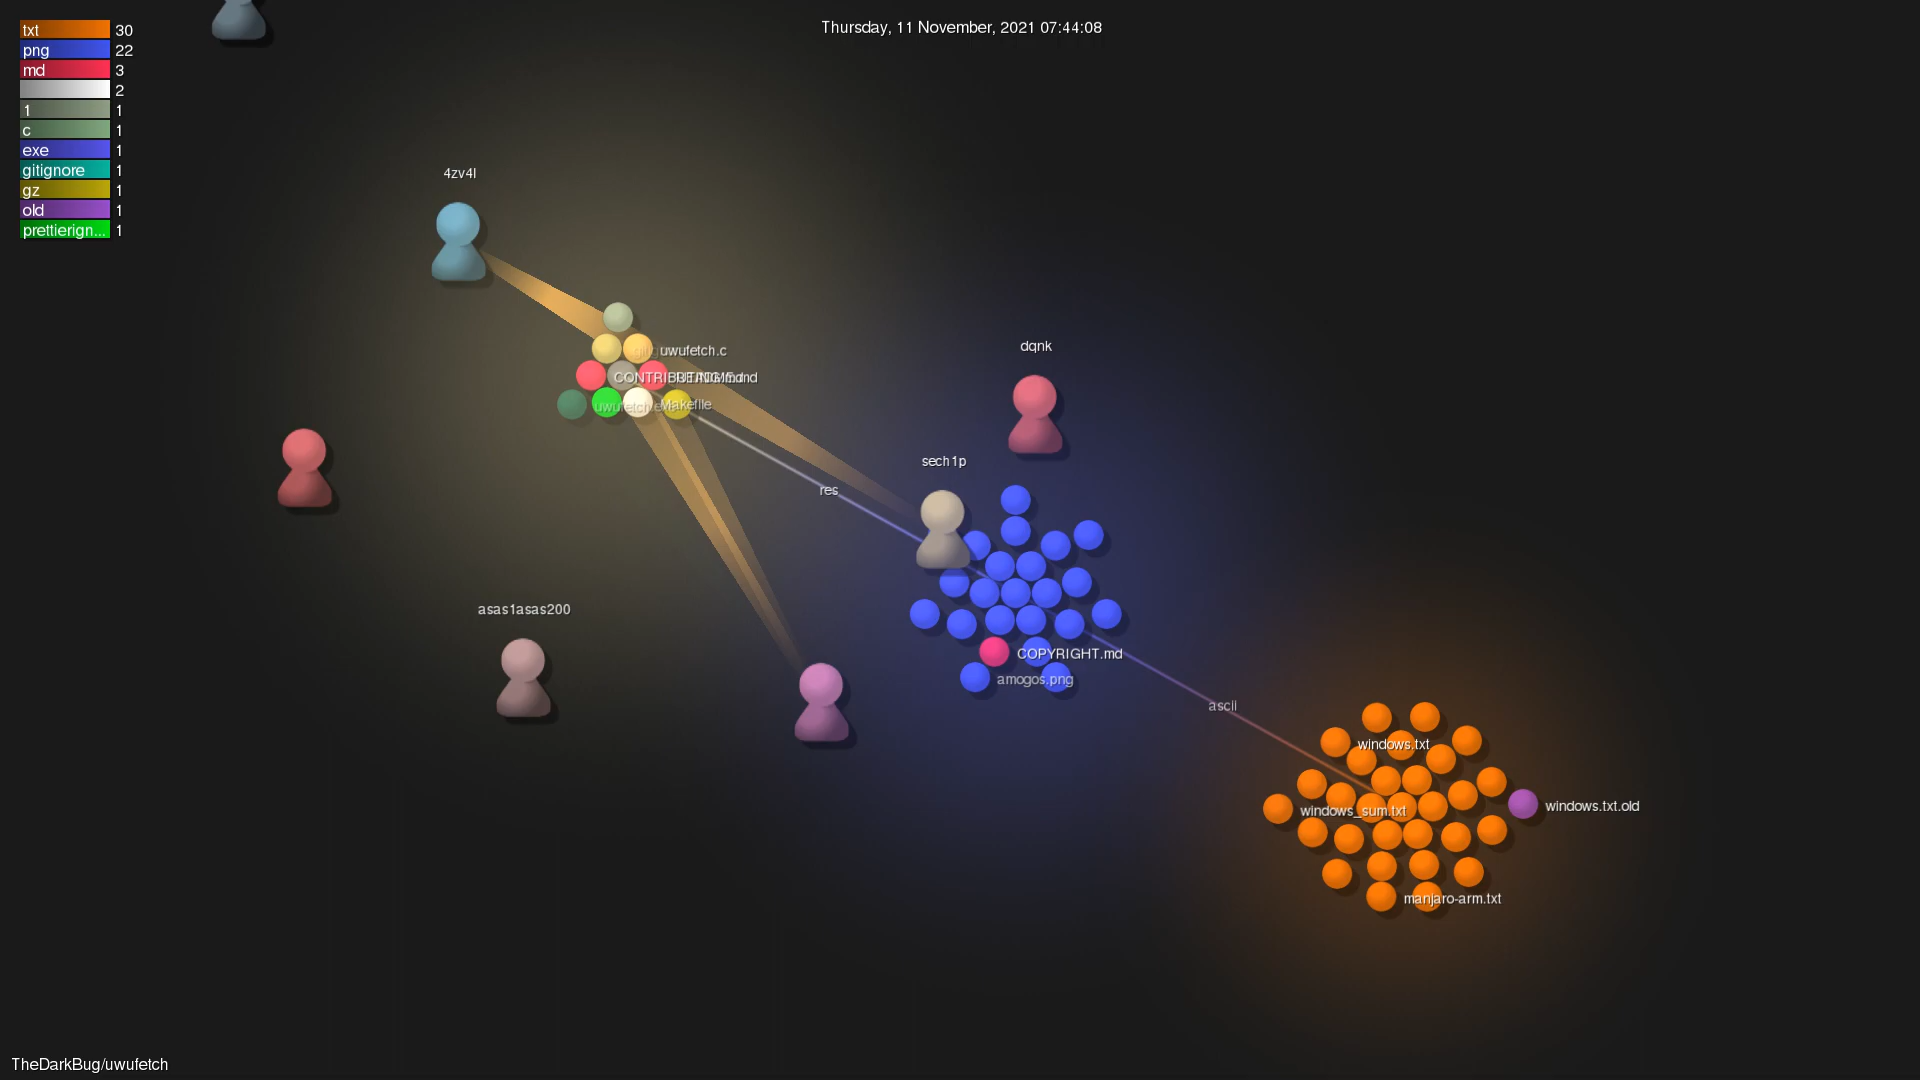 Thursday, 11 November, 2021 07:44:08
txt 30
png 22
md 3
2
1 1
c 1
exe 1
gitignore 1
gz 1
old 1
prettierign... 1
4zv4l
dqnk
uwufetch.c
CONTRIBUTING.md
Makefile
sech1p
res
asas1asas200
COPYRIGHT.md
amogos.png
ascii
windows.txt
windows_sum.txt
windows.txt.old
manjaro-arm.txt
TheDarkBug/uwufetch